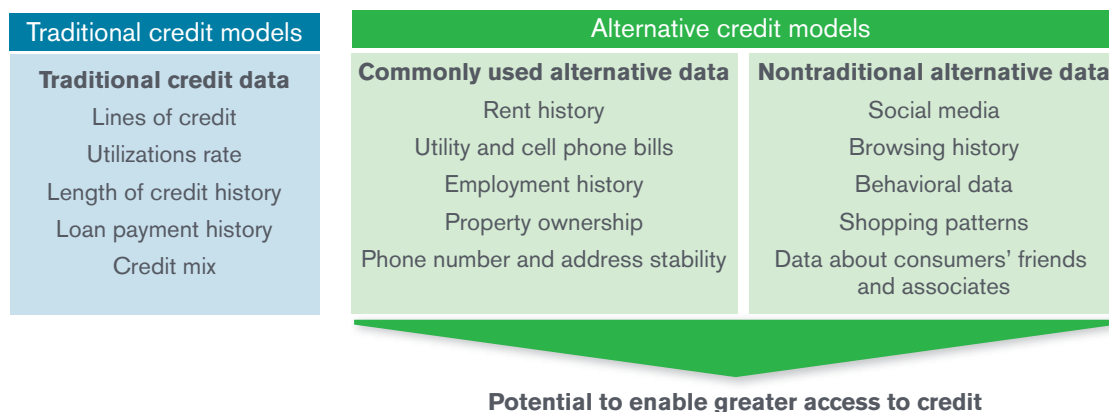 Traditional credit models
Traditional credit data
Lines of credit
Utilizations rate
Length of credit history
Loan payment history
Credit mix
Alternative credit models
Commonly used alternative data
Rent history
Utility and cell phone bills
Employment history
Property ownership
Phone number and address stability
Nontraditional alternative data
Social media
Browsing history
Behavioral data
Shopping patterns
Data about consumers’ friends
and associates
Potential to enable greater access to credit